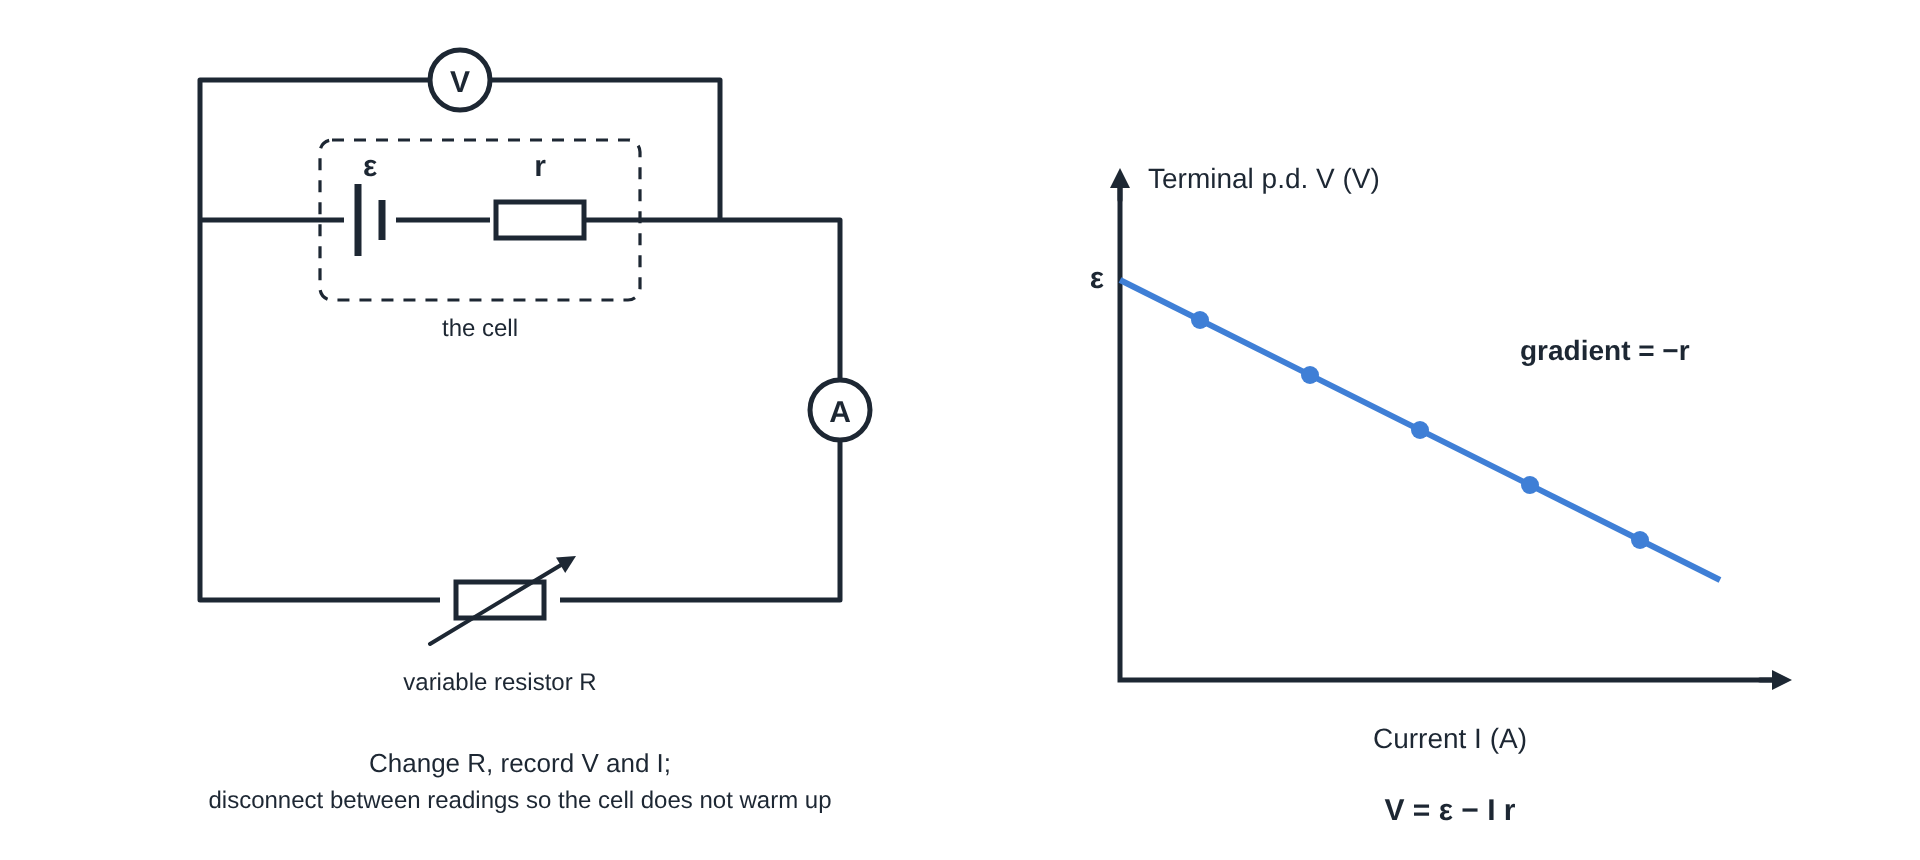 V
ε
r
the cell
A
variable resistor R
Change R, record V and I;
disconnect between readings so the cell does not warm up
Terminal p.d. V (V)
ε
gradient = −r
Current I (A)
V = ε − I r